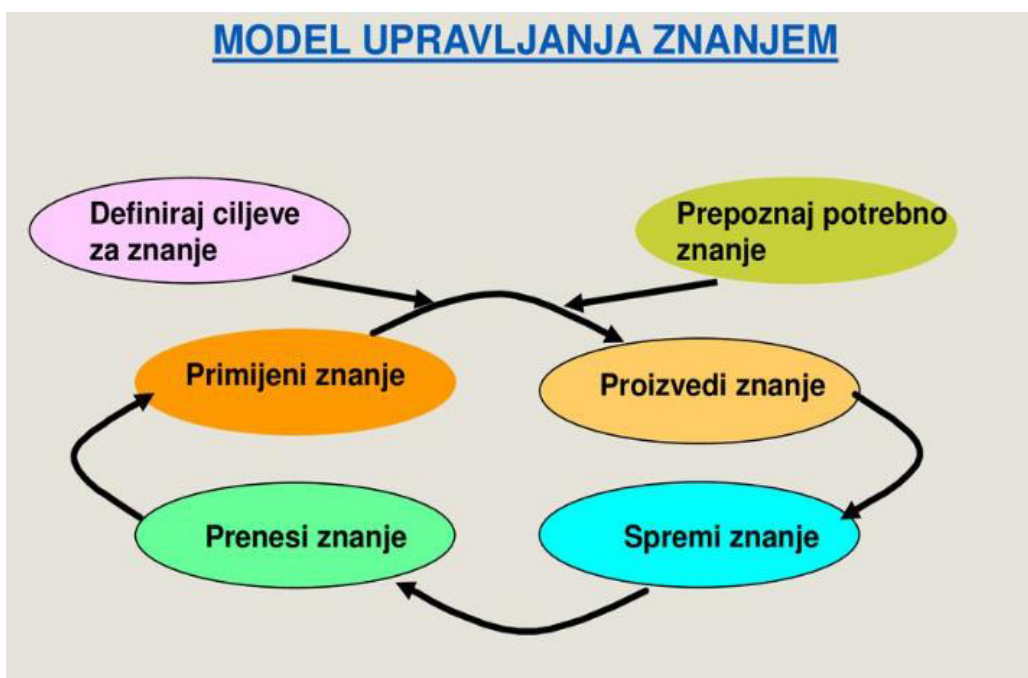 MODEL UPRAVLJANJA ZNANJEM
Definiraj ciljeve
za znanje
Prepoznaj potrebno
znanje
Primijeni znanje
Proizvedi znanje
Prenesi znanje
Spremi znanje